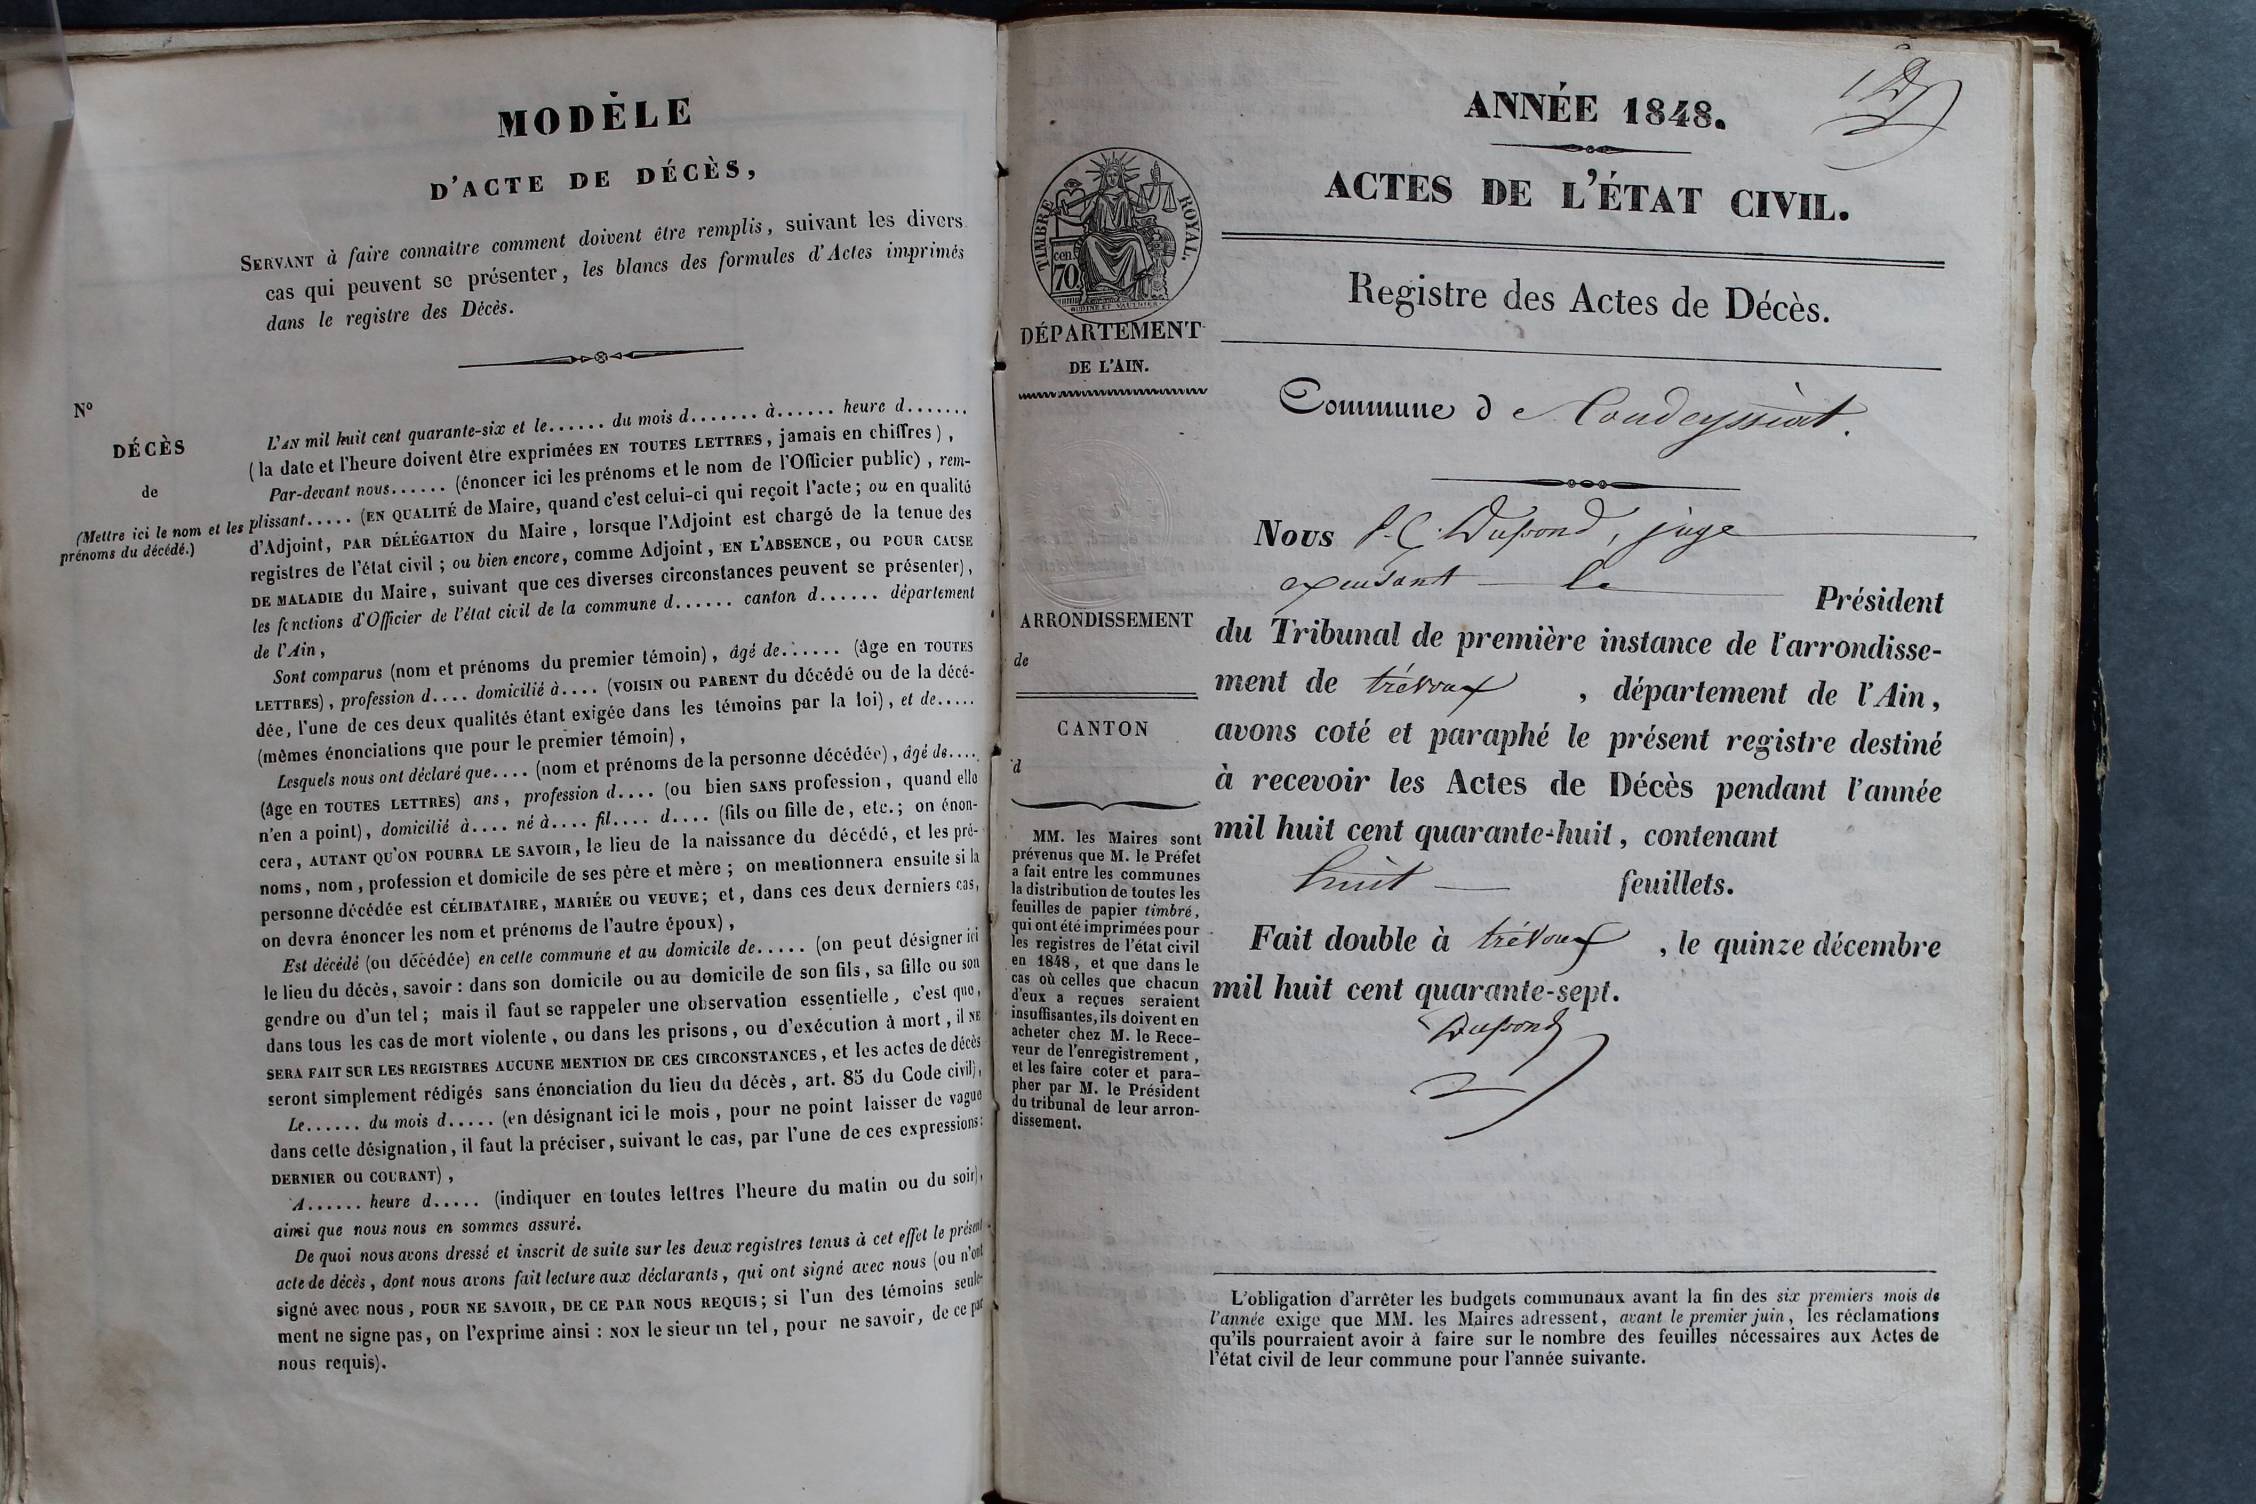 MODÈLE
D'ACTE DE DÉCÈS,
SERVANT à faire connaitre comment doivent être remplis, suivant les divers
cas qui peuvent se présenter, les blancs des formules d'Actes imprimés
dans le registre des Décès.
N°
DÉCÈS
de
(Mettre ici le nom et les
prénoms du décédé.)
L'AN mil huit cent quarante-six et le...... du mois d....... à...... heure d.......
(la date et l'heure doivent être exprimées EN TOUTES LETTRES, jamais en chiffres),
Par-devant nous...... (énoncer ici les prénoms et le nom de l'Officier public), rem-
plissant..... (EN QUALITÉ de Maire, quand c'est celui-ci qui reçoit l'acte; ou en qualité
d'Adjoint, PAR DÉLÉGATION du Maire, lorsque l'Adjoint est chargé de la tenue des
registres de l'état civil; ou bien encore, comme Adjoint, EN L'ABSENCE, OU POUR CAUSE
DE MALADIE du Maire, suivant que ces diverses circonstances peuvent se présenter),
les fonctions d'Officier de l'état civil de la commune d...... canton d...... département
de l'Ain,
Sont comparus (nom et prénoms du premier témoin), âgé de...... (âge en TOUTES
LETTRES), profession d.... domicilié à.... (VOISIN OU PARENT du décédé ou de la décé-
dée, l'une de ces deux qualités étant exigée dans les témoins par la loi), et de.....
(mêmes énonciations que pour le premier témoin),
Lesquels nous ont déclaré que.... (nom et prénoms de la personne décédée), âgé de....
(âge en TOUTES LETTRES) ans, profession d.... (ou bien SANS profession, quand elle
n'en a point), domicilié à.... né à.... fil.... d.... (fils ou fille de, etc.; on énon-
cera, AUTANT QU'ON POURRA LE SAVOIR, le lieu de la naissance du décédé, et les pré-
noms, nom, profession et domicile de ses père et mère; on mentionnera ensuite si la
personne décédée est CÉLIBATAIRE, MARIÉE OU VEUVE; et, dans ces deux derniers cas,
on devra énoncer les nom et prénoms de l'autre époux),
Est décédé (ou décédée) en cette commune et au domicile de..... (on peut désigner ici
le lieu du décès, savoir: dans son domicile ou au domicile de son fils, sa fille ou son
gendre ou d'un tel; mais il faut se rappeler une observation essentielle, c'est que,
dans tous les cas de mort violente, ou dans les prisons, ou d'exécution à mort, il NE
SERA FAIT SUR LES REGISTRES AUCUNE MENTION DE CES CIRCONSTANCES, et les actes de décès
seront simplement rédigés sans énonciation du lieu du décès, art. 85 du Code civil),
Le...... du mois d..... (en désignant ici le mois, pour ne point laisser de vague
dans cette désignation, il faut la préciser, suivant le cas, par l'une de ces expressions:
DERNIER OU COURANT),
A...... heure d..... (indiquer en toutes lettres l'heure du matin ou du soir),
ainsi que nous nous en sommes assuré.
De quoi nous avons dressé et inscrit de suite sur les deux registres tenus à cet effet le présent
acte de décès, dont nous avons fait lecture aux déclarants, qui ont signé avec nous (ou n'ont
signé avec nous, POUR NE SAVOIR, DE CE PAR NOUS REQUIS; si l'un des témoins seule-
ment ne signe pas, on l'exprime ainsi: NON le sieur un tel, pour ne savoir, de ce par
nous requis).
ANNÉE 1848.
ACTES DE L'ÉTAT CIVIL.
TIMBRE ROYAL.
cen.
70
Registre des Actes de Décès.
DÉPARTEMENT
DE L'AIN.
Commune de Condeyssiat.
Nous P. C. Dupond, juge
expensant le
Président
ARRONDISSEMENT
de
CANTON
d
du Tribunal de première instance de l'arrondisse-
ment de trévoux, département de l'Ain,
avons coté et paraphé le présent registre destiné
à recevoir les Actes de Décès pendant l'année
mil huit cent quarante-huit, contenant
huit feuillets.
Fait double à trévoux, le quinze décembre
mil huit cent quarante-sept.
Dupond
MM. les Maires sont
prévenus que M. le Préfet
a fait entre les communes
la distribution de toutes les
feuilles de papier timbré,
qui ont été imprimées pour
les registres de l'état civil
en 1848, et que dans le
cas où celles que chacun
d'eux a reçues seraient
insuffisantes, ils doivent en
acheter chez M. le Rece-
veur de l'enregistrement,
et les faire coter et para-
pher par M. le Président
du tribunal de leur arron-
dissement.
L'obligation d'arrêter les budgets communaux avant la fin des six premiers mois de
l'année exige que MM. les Maires adressent, avant le premier juin, les réclamations
qu'ils pourraient avoir à faire sur le nombre des feuilles nécessaires aux Actes de
l'état civil de leur commune pour l'année suivante.